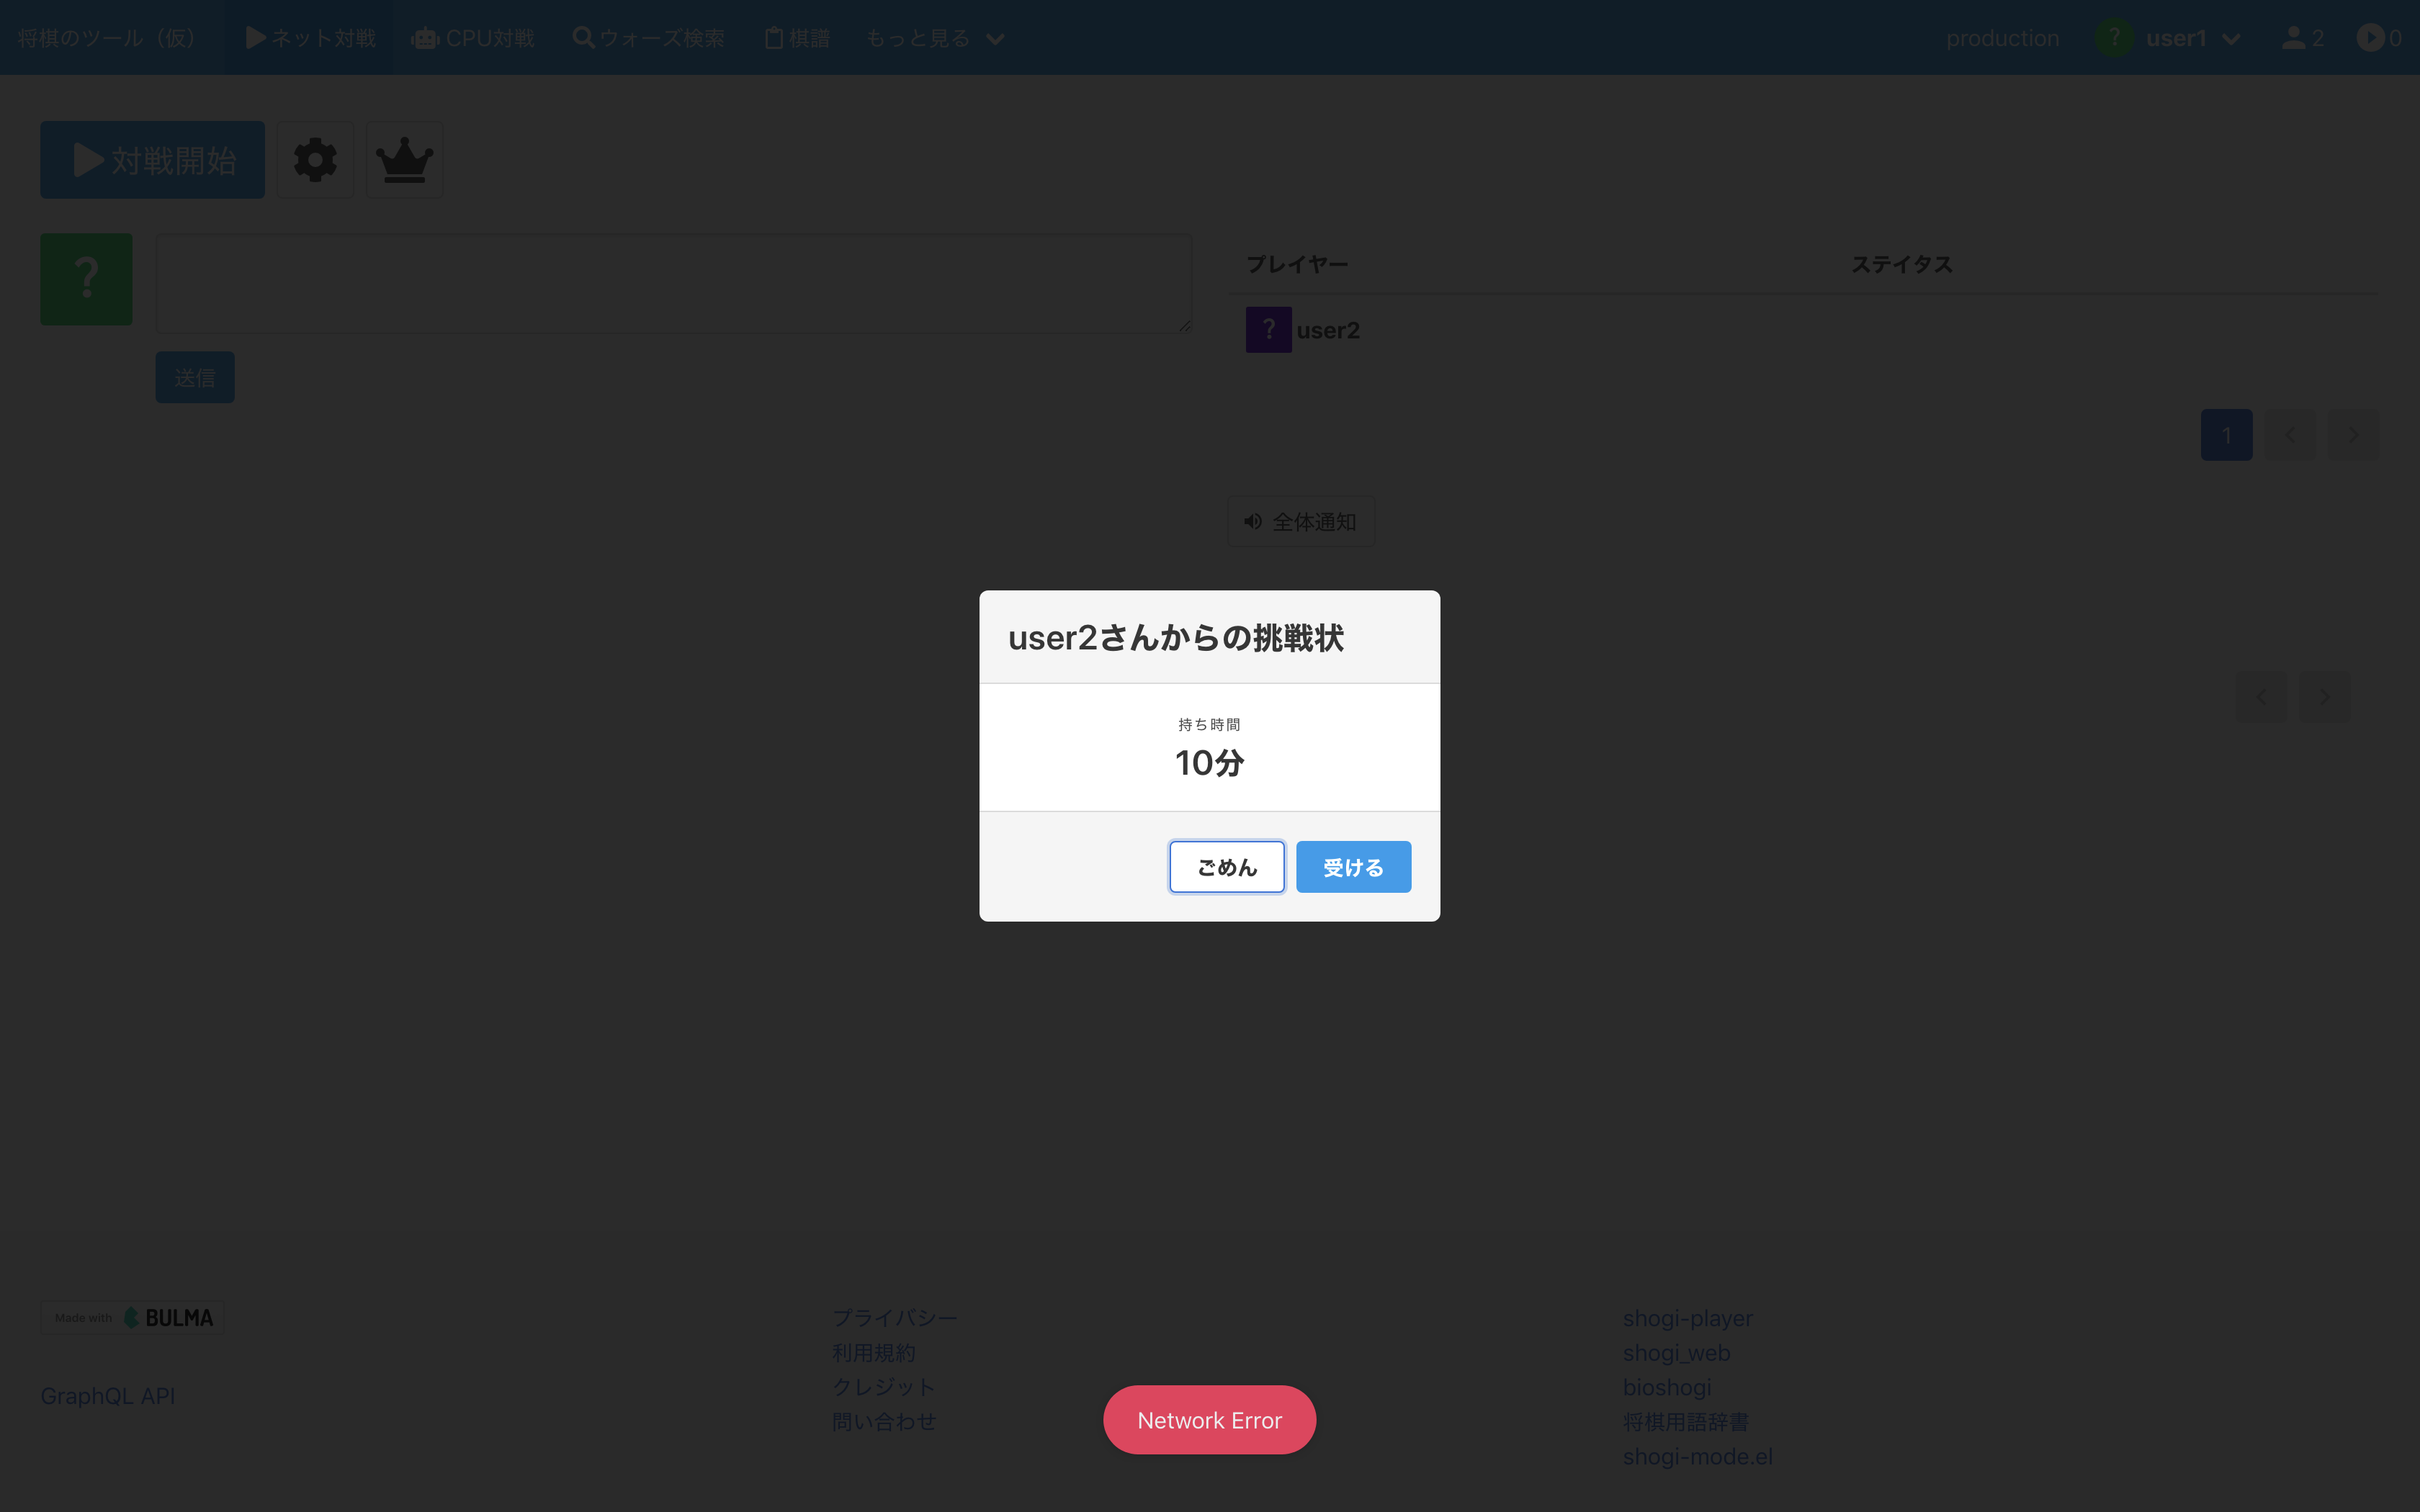 将棋のツール（仮） ネット対戦 CPU対戦 ウォーズ検索 棋譜 もっと見る production ? user1 2 0
対戦開始
?
送信
プレイヤー ステイタス
? user2
1
全体通知
user2さんからの挑戦状
持ち時間
10分
ごめん 受ける
Made with BULMA
GraphQL API
プライバシー
利用規約
クレジット
問い合わせ
shogi-player
shogi_web
bioshogi
将棋用語辞書
shogi-mode.el
Network Error